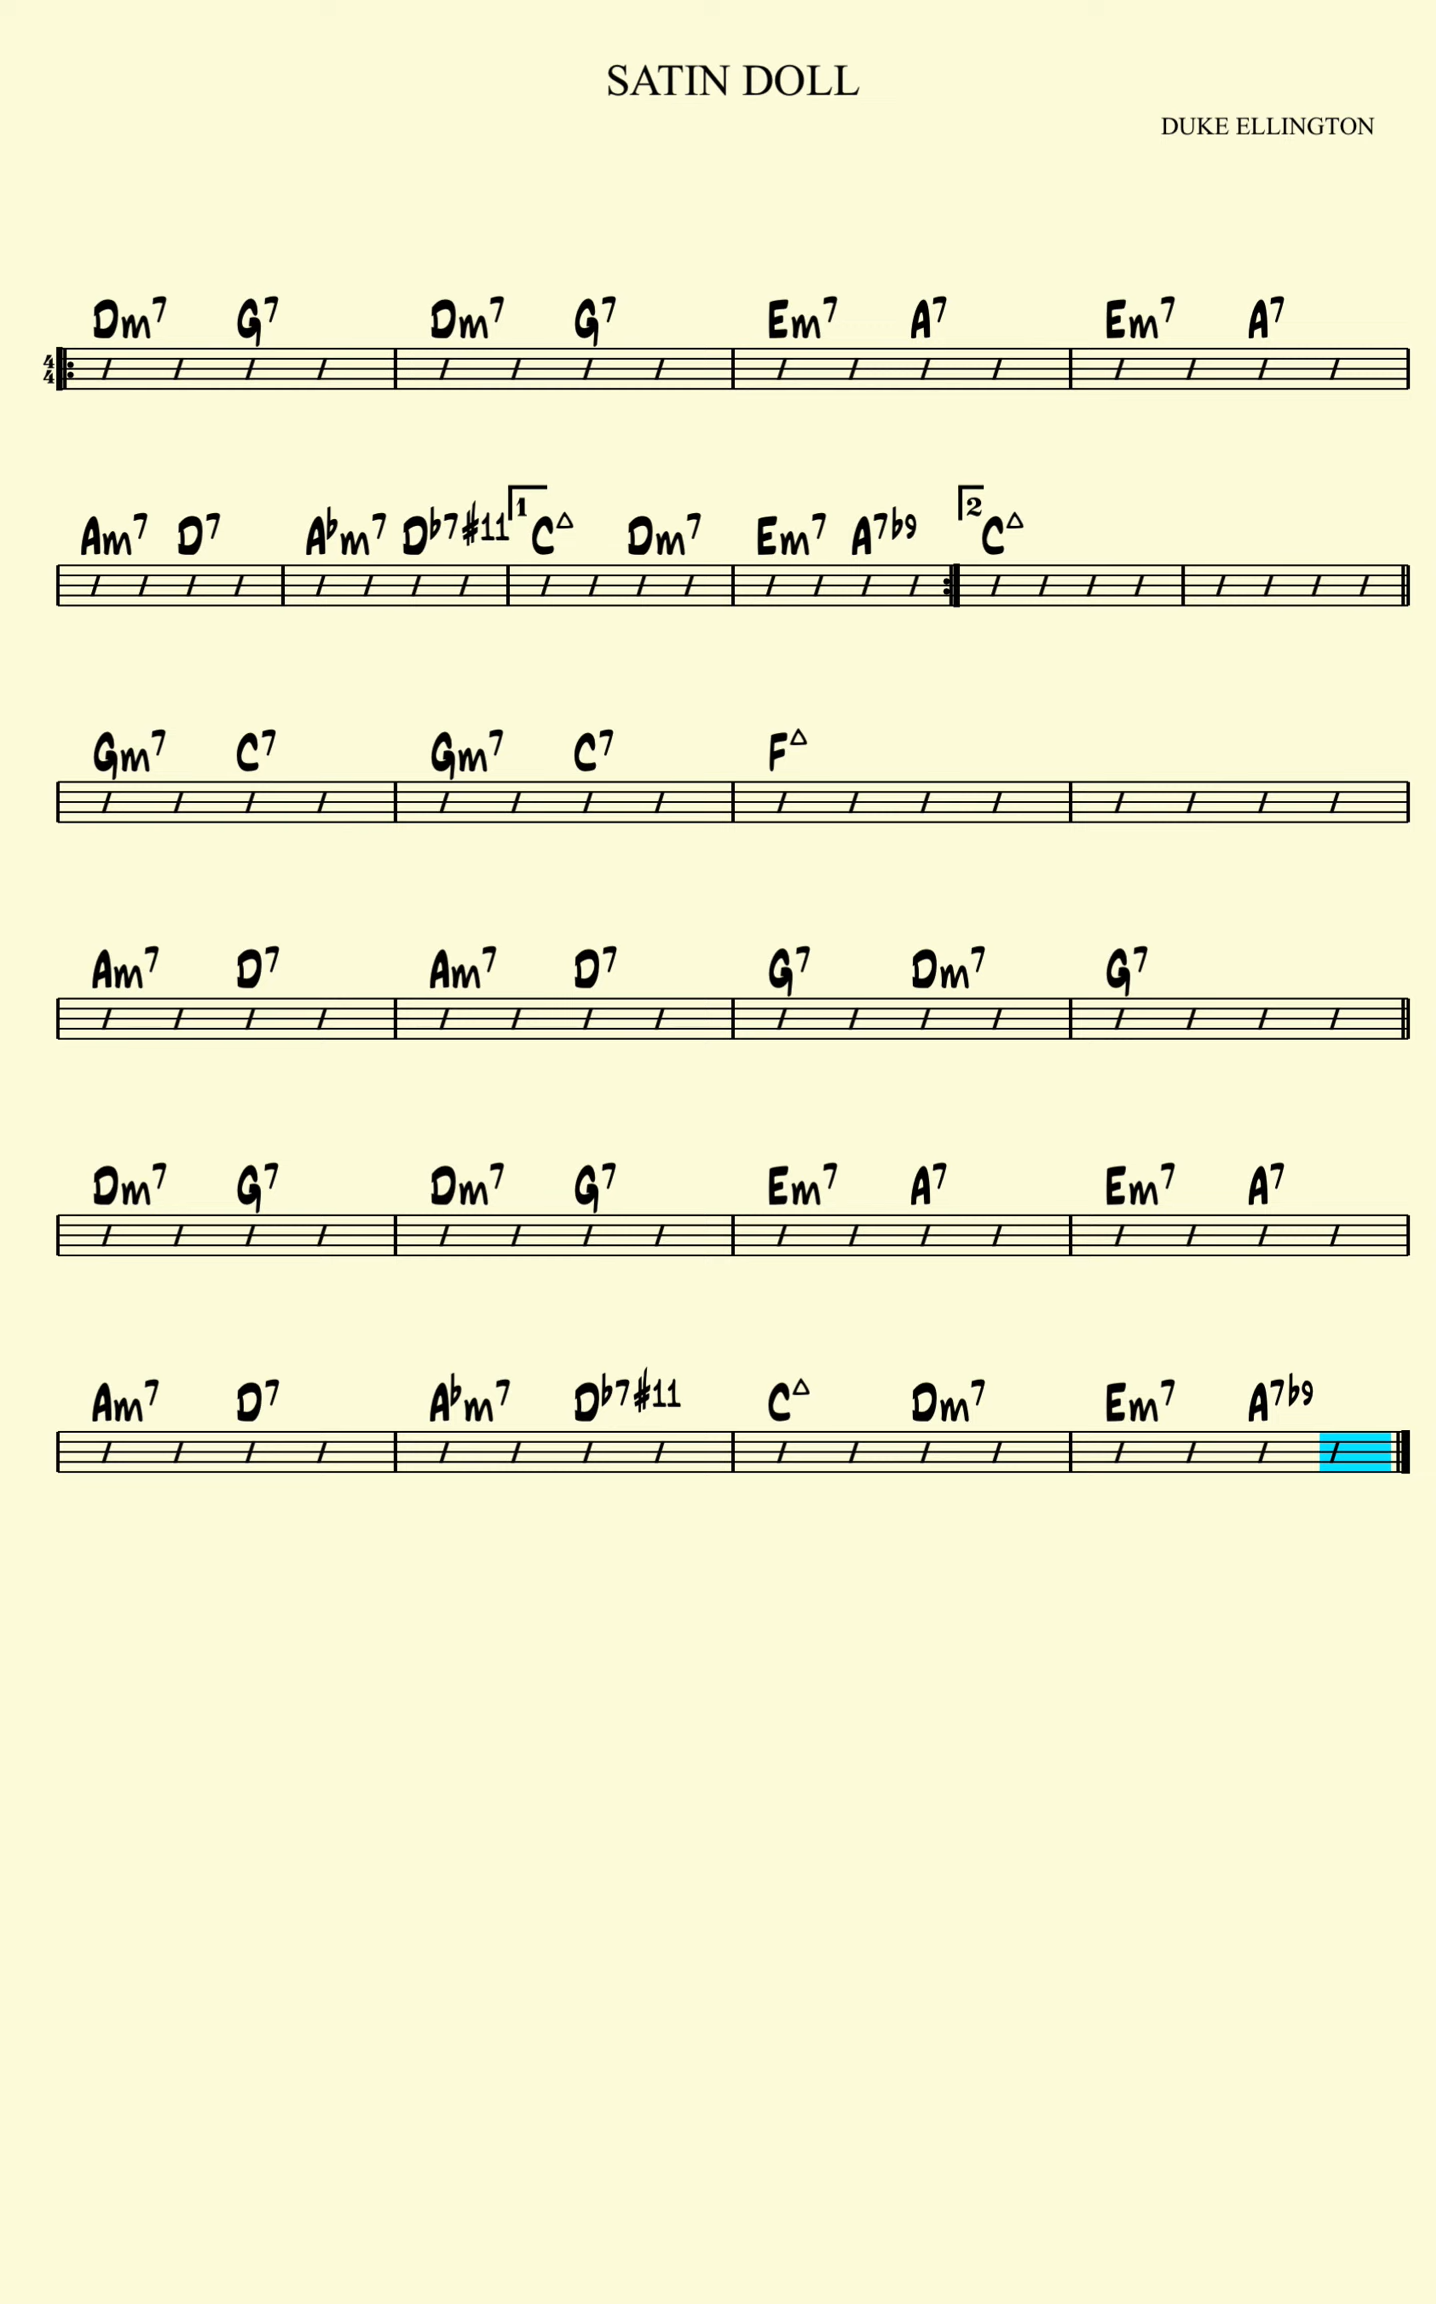 SATIN DOLL
DUKE ELLINGTON
Dm7 G7 Dm7 G7 Em7 A7 Em7 A7
4
4
1 2
Am7 D7 A♭m7 D♭7♯11 C△ Dm7 Em7 A7♭9 C△
Gm7 C7 Gm7 C7 F△
Am7 D7 Am7 D7 G7 Dm7 G7
Dm7 G7 Dm7 G7 Em7 A7 Em7 A7
Am7 D7 A♭m7 D♭7♯11 C△ Dm7 Em7 A7♭9